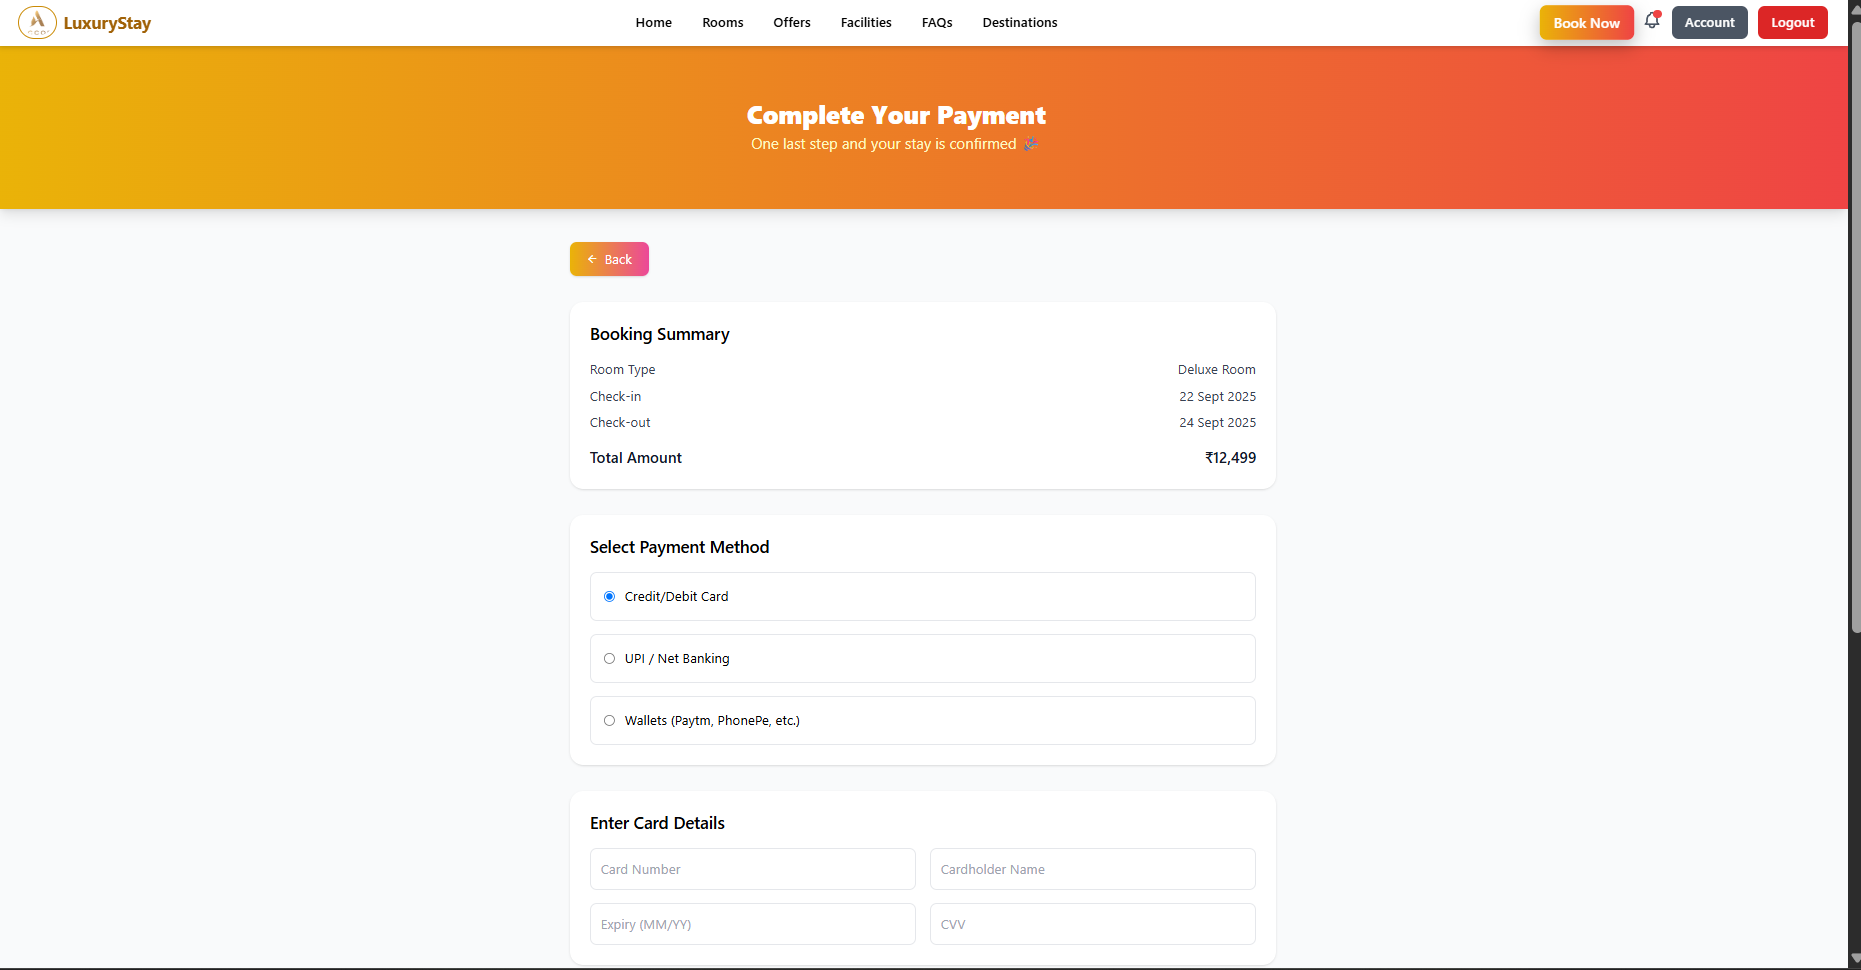 LuxuryStay
Home Rooms Offers Facilities FAQs Destinations
Book Now Account Logout
Complete Your Payment
One last step and your stay is confirmed 🎉
← Back
Booking Summary
Room Type Deluxe Room
Check-in 22 Sept 2025
Check-out 24 Sept 2025
Total Amount ₹12,499
Select Payment Method
Credit/Debit Card
UPI / Net Banking
Wallets (Paytm, PhonePe, etc.)
Enter Card Details
Card Number Cardholder Name
Expiry (MM/YY) CVV